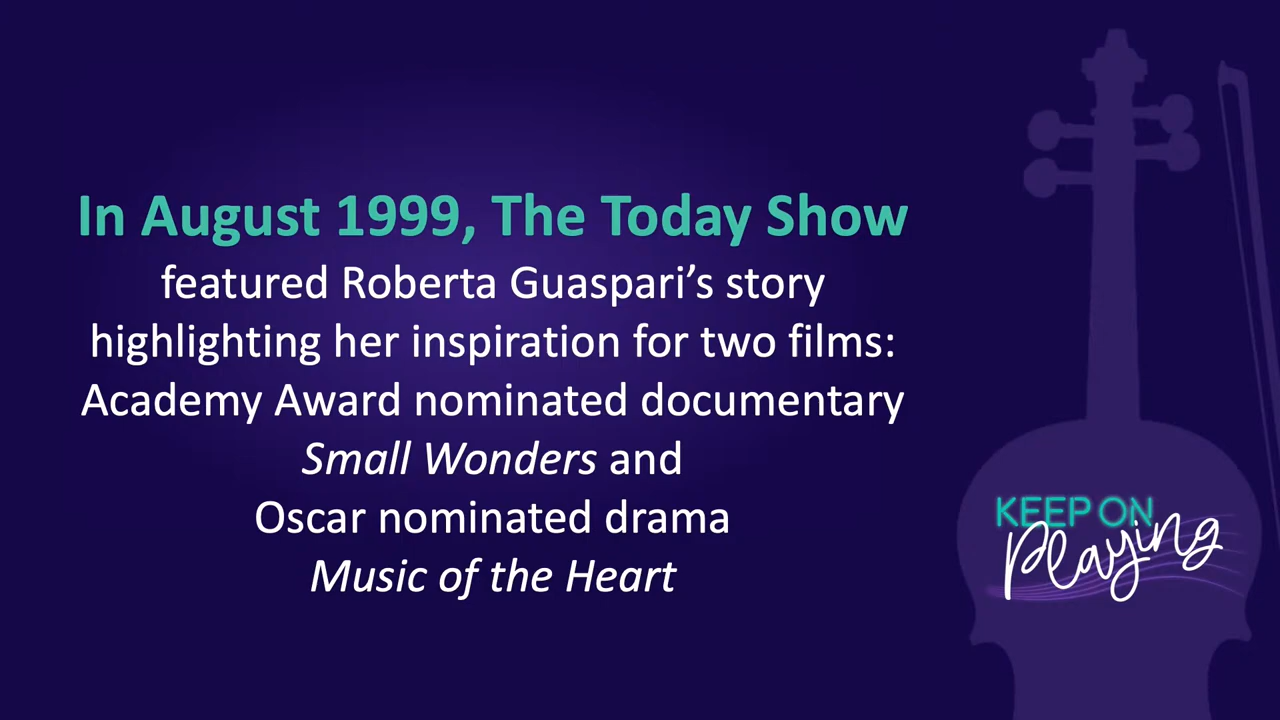 In August 1999, The Today Show
featured Roberta Guaspari’s story
highlighting her inspiration for two films:
Academy Award nominated documentary
Small Wonders and
Oscar nominated drama
Music of the Heart
KEEP ON
Playing